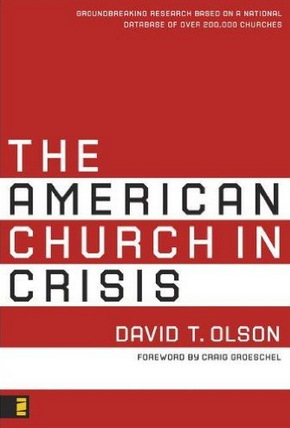 GROUNDBREAKING RESEARCH BASED ON A NATIONAL
DATABASE OF OVER 200,000 CHURCHES
THE
AMERICAN
CHURCH IN
CRISIS
DAVID T. OLSON
FOREWORD BY CRAIG GROESCHEL